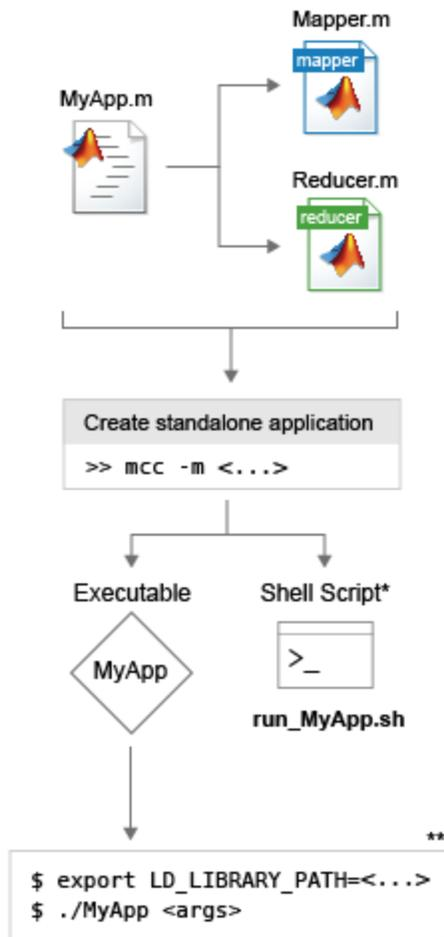 Mapper.m
mapper
MyApp.m
Reducer.m
reducer
Create standalone application
>> mcc -m <...>
Executable
Shell Script*
MyApp
>_
run_MyApp.sh
**
$ export LD_LIBRARY_PATH=<...>
$ ./MyApp <args>